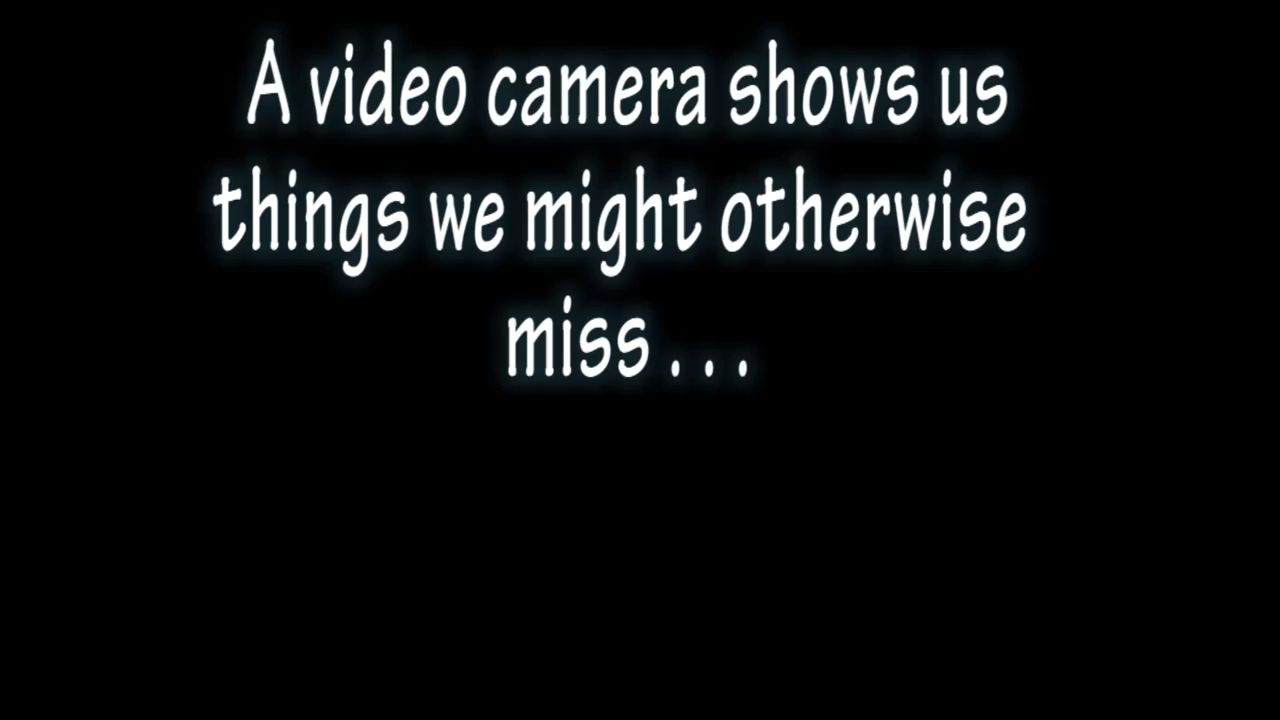 A video camera shows us
things we might otherwise
miss . . .